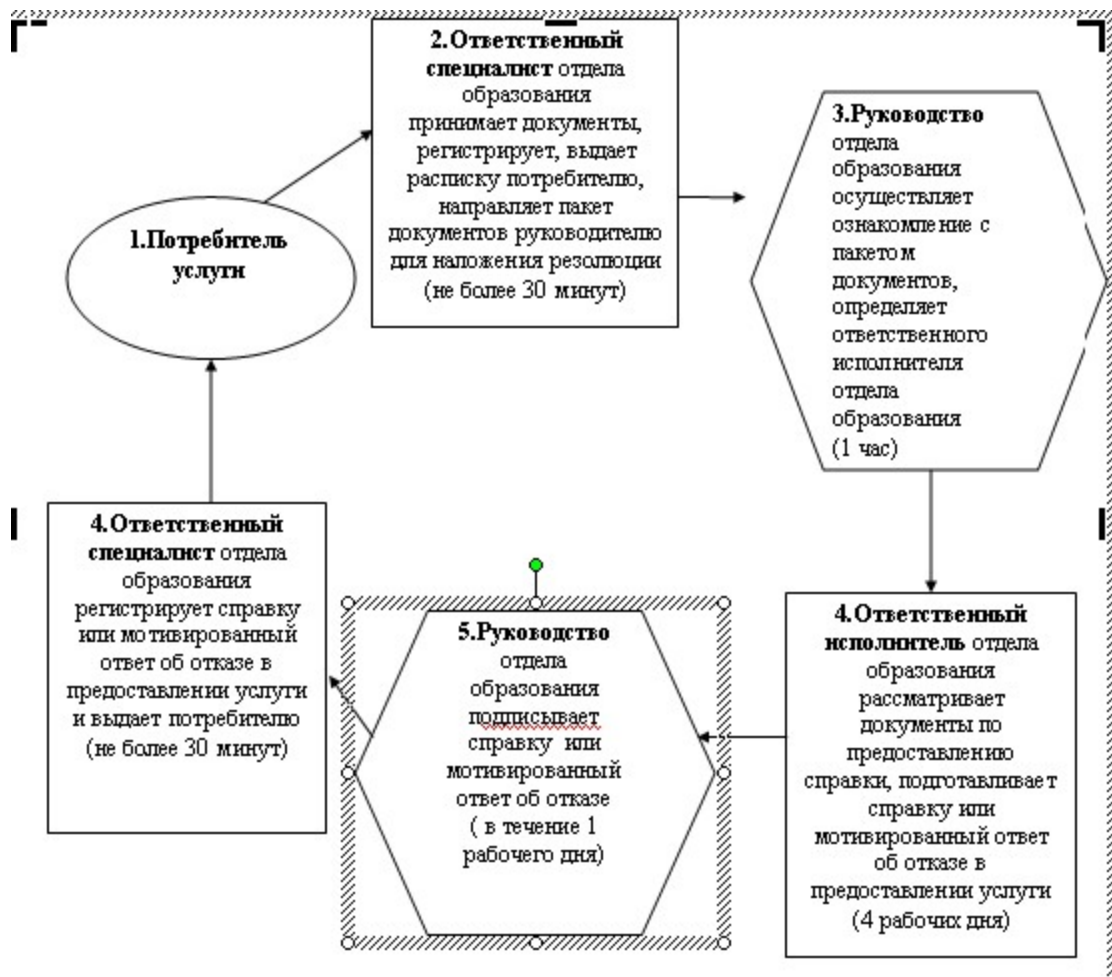 1.Потребитель
услуги
2.Ответственный
специалист отдела
образования
принимает документы,
регистрирует, выдает
расписку потребителю,
направляет пакет
документов руководителю
для наложения резолюции
(не более 30 минут)
3.Руководство
отдела
образования
осуществляет
ознакомление с
пакетом
документов,
определяет
ответственного
исполнителя
отдела
образования
(1 час)
4.Ответственный
исполнитель отдела
образования
рассматривает
документы по
предоставлению
справки, подготавливает
справку или
мотивированный ответ
об отказе в
предоставлении услуги
(4 рабочих дня)
5.Руководство
отдела
образования
подписывает
справку или
мотивированный
ответ об отказе
( в течение 1
рабочего дня)
4.Ответственный
специалист отдела
образования
регистрирует справку
или мотивированный
ответ об отказе в
предоставлении услуги
и выдает потребителю
(не более 30 минут)